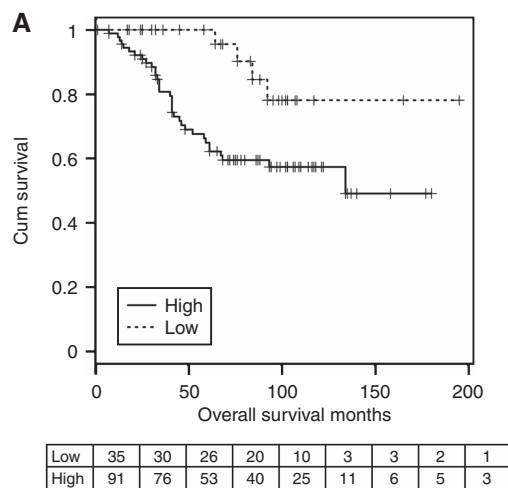 A
1
0.8
0.6
0.4
0.2
0
Cum survival
High
Low
0 50 100 150 200
Overall survival months
Low 35 30 26 20 10 3 3 2 1
High 91 76 53 40 25 11 6 5 3